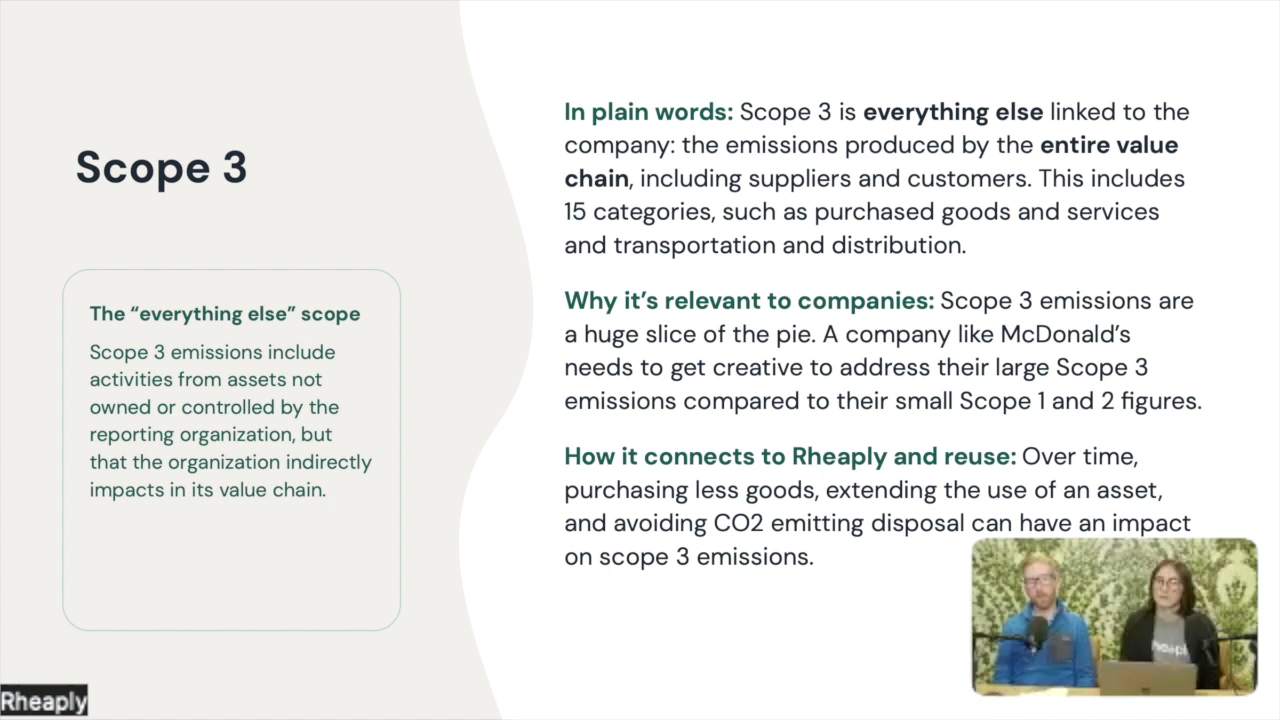 Scope 3
The “everything else” scope
Scope 3 emissions include
activities from assets not
owned or controlled by the
reporting organization, but
that the organization indirectly
impacts in its value chain.
In plain words: Scope 3 is everything else linked to the
company: the emissions produced by the entire value
chain, including suppliers and customers. This includes
15 categories, such as purchased goods and services
and transportation and distribution.
Why it’s relevant to companies: Scope 3 emissions are
a huge slice of the pie. A company like McDonald’s
needs to get creative to address their large Scope 3
emissions compared to their small Scope 1 and 2 figures.
How it connects to Rheaply and reuse: Over time,
purchasing less goods, extending the use of an asset,
and avoiding CO2 emitting disposal can have an impact
on scope 3 emissions.
Rheaply